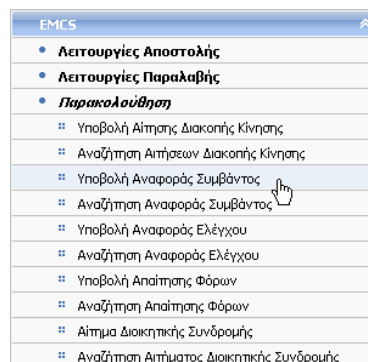 EMCS
Λειτουργίες Αποστολής
Λειτουργίες Παραλαβής
Παρακολούθηση
Υποβολή Αίτησης Διακοπής Κίνησης
Αναζήτηση Αιτήσεων Διακοπής Κίνησης
Υποβολή Αναφοράς Συμβάντος
Αναζήτηση Αναφοράς Συμβάντος
Υποβολή Αναφοράς Ελέγχου
Αναζήτηση Αναφοράς Ελέγχου
Υποβολή Απαίτησης Φόρων
Αναζήτηση Απαίτησης Φόρων
Αίτημα Διοικητικής Συνδρομής
Αναζήτηση Αιτήματος Διοικητικής Συνδρομής